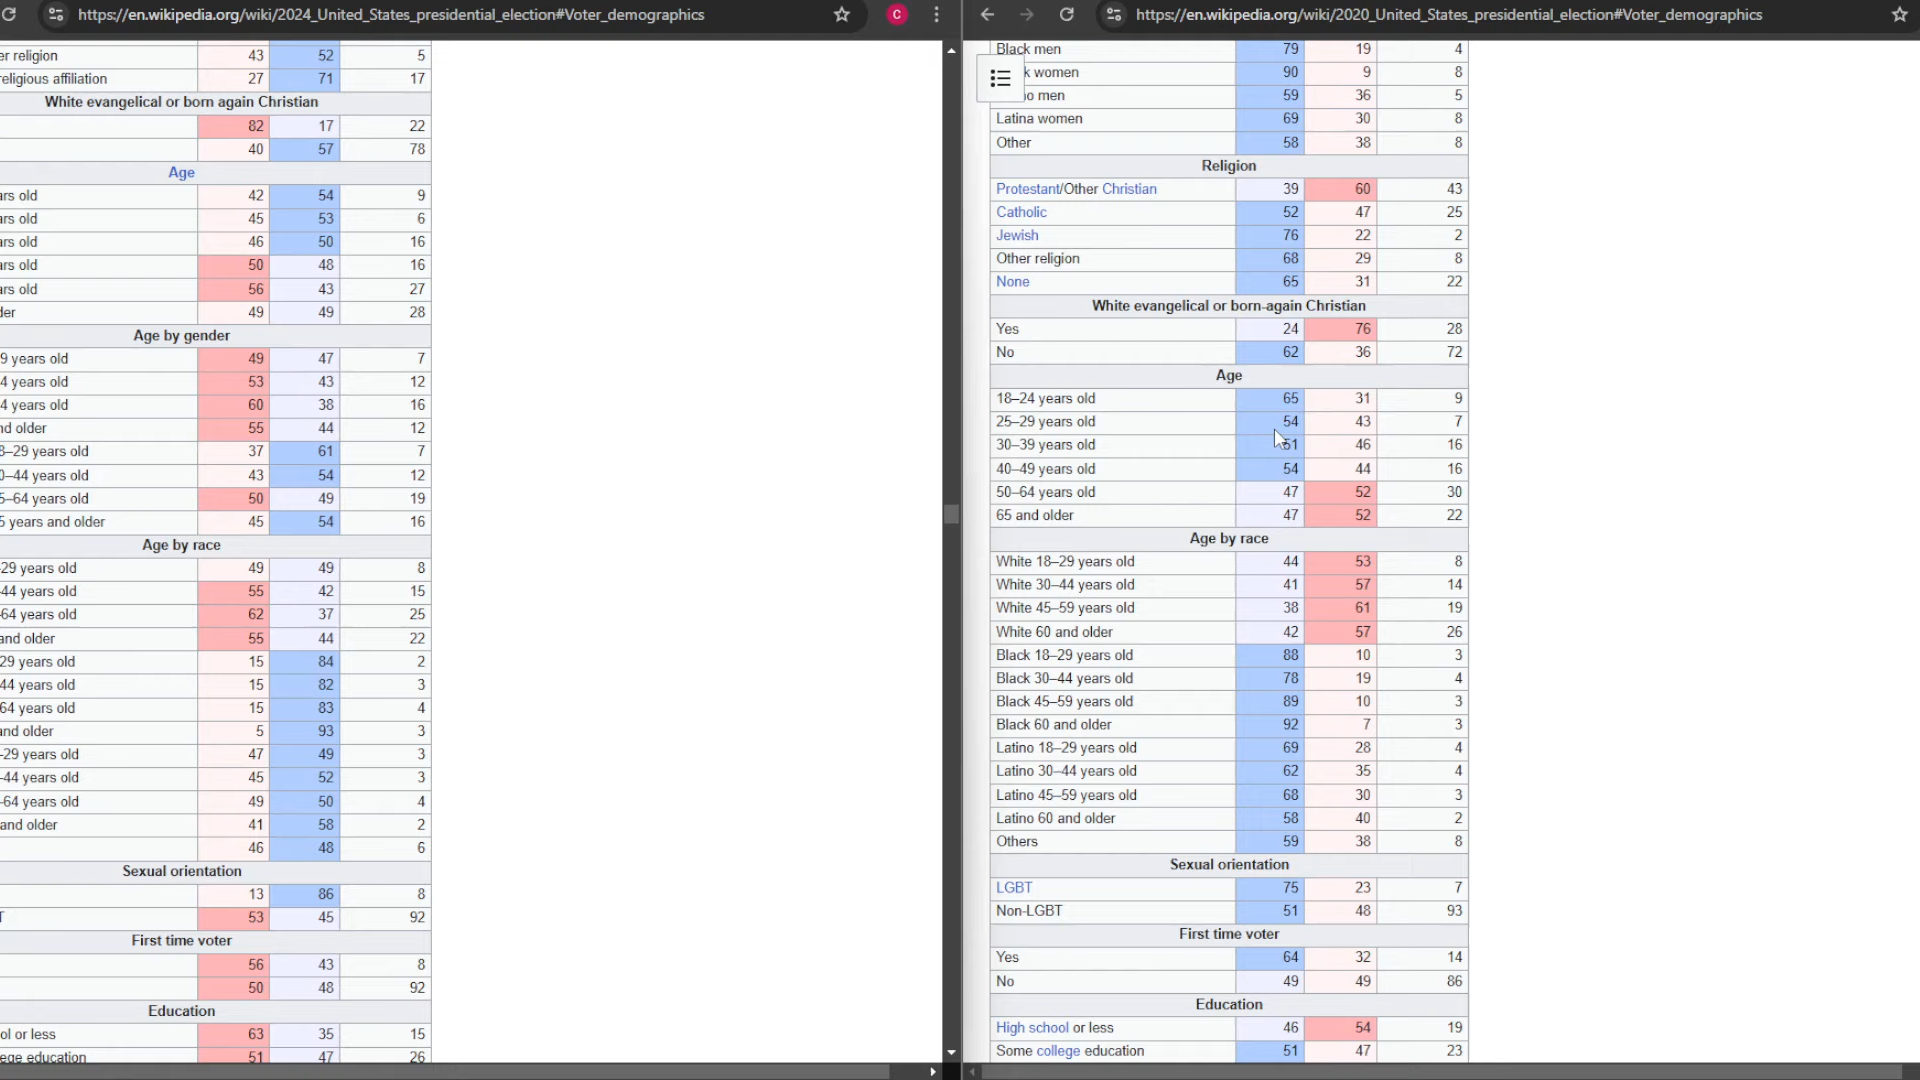 https://en.wikipedia.org/wiki/2024_United_States_presidential_election#Voter_demographics
C
er religion 43 52 5
religious affiliation 27 71 17
White evangelical or born again Christian
82 17 22
40 57 78
Age
ars old 42 54 9
ars old 45 53 6
ars old 46 50 16
ars old 50 48 16
ars old 56 43 27
der 49 49 28
Age by gender
9 years old 49 47 7
4 years old 53 43 12
4 years old 60 38 16
nd older 55 44 12
8–29 years old 37 61 7
0–44 years old 43 54 12
5–64 years old 50 49 19
5 years and older 45 54 16
Age by race
29 years old 49 49 8
44 years old 55 42 15
64 years old 62 37 25
and older 55 44 22
29 years old 15 84 2
44 years old 15 82 3
64 years old 15 83 4
and older 5 93 3
–29 years old 47 49 3
–44 years old 45 52 3
–64 years old 49 50 4
and older 41 58 2
46 48 6
Sexual orientation
13 86 8
T 53 45 92
First time voter
56 43 8
50 48 92
Education
ol or less 63 35 15
ege education 51 47 26
https://en.wikipedia.org/wiki/2020_United_States_presidential_election#Voter_demographics
Black men 79 19 4
k women 90 9 8
o men 59 36 5
Latina women 69 30 8
Other 58 38 8
Religion
Protestant/Other Christian 39 60 43
Catholic 52 47 25
Jewish 76 22 2
Other religion 68 29 8
None 65 31 22
White evangelical or born-again Christian
Yes 24 76 28
No 62 36 72
Age
18–24 years old 65 31 9
25–29 years old 54 43 7
30–39 years old 51 46 16
40–49 years old 54 44 16
50–64 years old 47 52 30
65 and older 47 52 22
Age by race
White 18–29 years old 44 53 8
White 30–44 years old 41 57 14
White 45–59 years old 38 61 19
White 60 and older 42 57 26
Black 18–29 years old 88 10 3
Black 30–44 years old 78 19 4
Black 45–59 years old 89 10 3
Black 60 and older 92 7 3
Latino 18–29 years old 69 28 4
Latino 30–44 years old 62 35 4
Latino 45–59 years old 68 30 3
Latino 60 and older 58 40 2
Others 59 38 8
Sexual orientation
LGBT 75 23 7
Non-LGBT 51 48 93
First time voter
Yes 64 32 14
No 49 49 86
Education
High school or less 46 54 19
Some college education 51 47 23